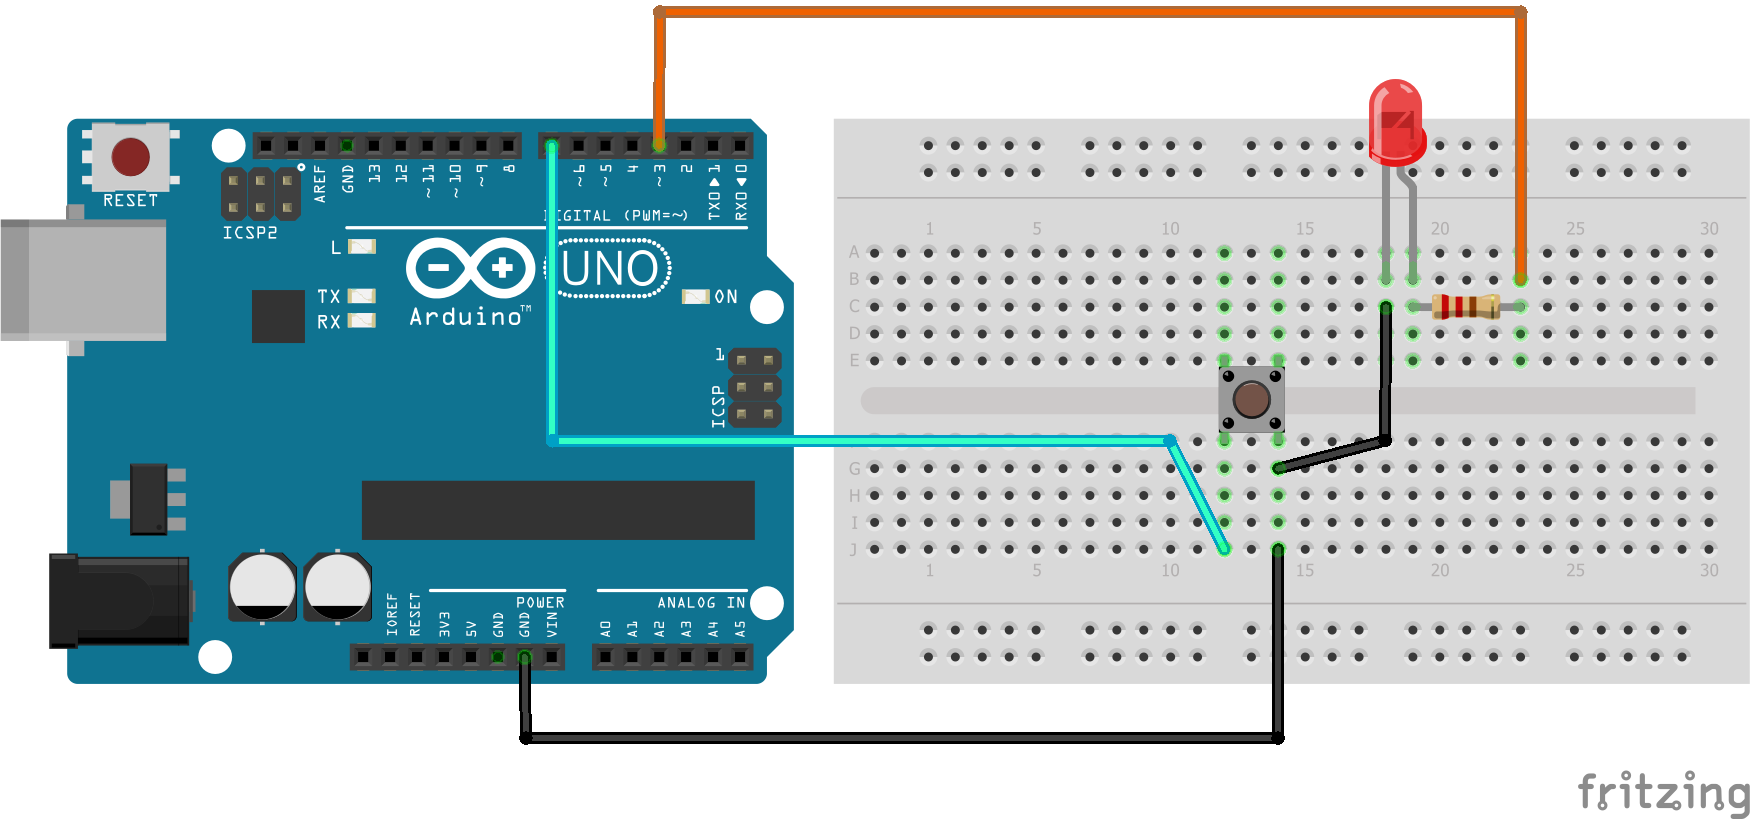 RESET
ICSP2
AREF
GND
13
12
~11
~10
~9
8
~6
~5
4
~3
2
TX0▶1
RX0◀0
DIGITAL (PWM=~)
L
TX
RX
UNO
ON
Arduino™
1
ICSP
IOREF
RESET
3V3
5V
GND
GND
VIN
POWER
ANALOG IN
A0
A1
A2
A3
A4
A5
1 5 10 15 20 25 30
A
B
C
D
E
G
H
I
J
1 5 10 15 20 25 30
fritzing